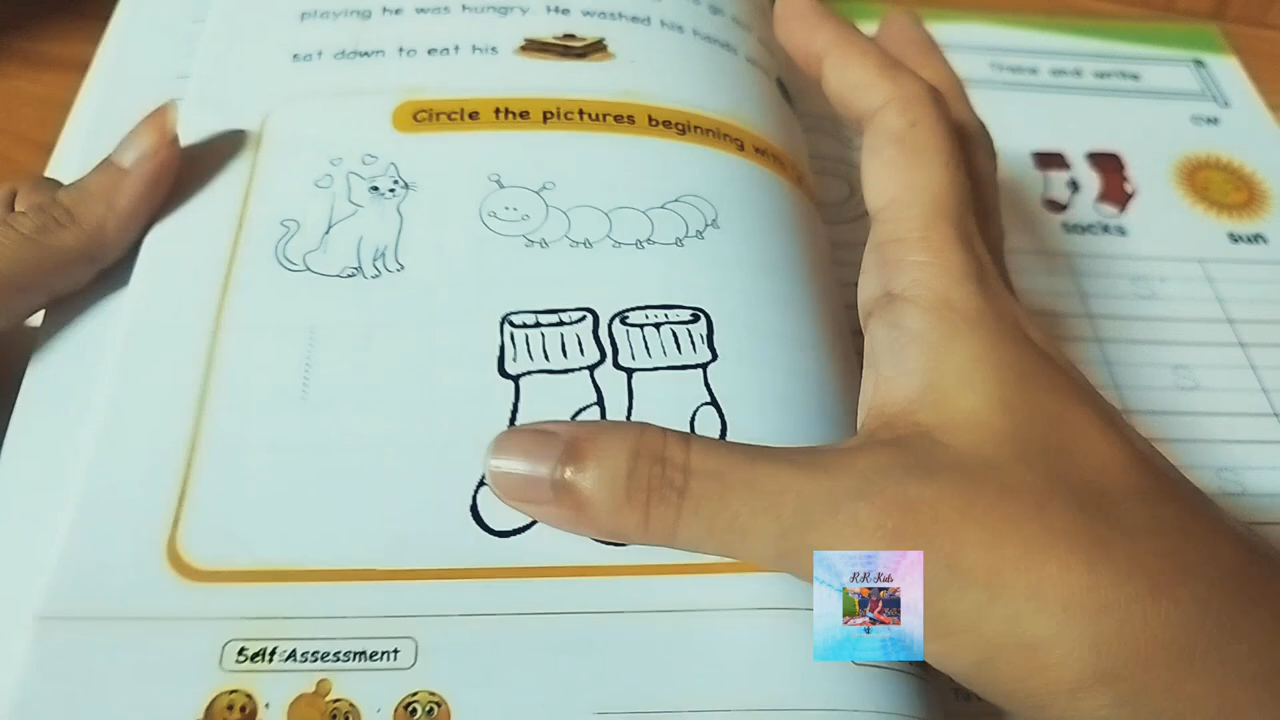 playing he was hungry. He washed his hands
sat down to eat his
Circle the pictures beginning with
Self Assessment
Trace and write
CW
socks
sun
S
S
S
RR Kids